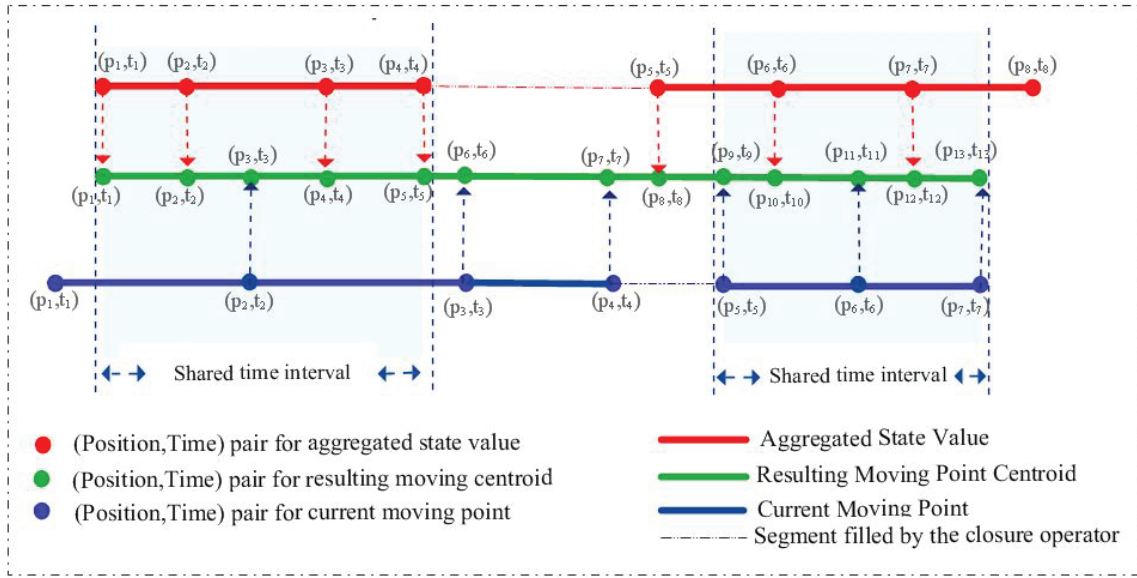 (p₁,t₁) (p₂,t₂) (p₃,t₃) (p₄,t₄) (p₅,t₅) (p₆,t₆) (p₇,t₇) (p₈,t₈)
(p₃,t₃) (p₆,t₆) (p₇,t₇) (p₉,t₉) (p₁₁,t₁₁) (p₁₃,t₁₃)
(p₁,t₁) (p₂,t₂) (p₄,t₄) (p₅,t₅) (p₈,t₈) (p₁₀,t₁₀) (p₁₂,t₁₂)
(p₁,t₁) (p₂,t₂) (p₃,t₃) (p₄,t₄) (p₅,t₅) (p₆,t₆) (p₇,t₇)
Shared time interval Shared time interval
(Position,Time) pair for aggregated state value
(Position,Time) pair for resulting moving centroid
(Position,Time) pair for current moving point
Aggregated State Value
Resulting Moving Point Centroid
Current Moving Point
Segment filled by the closure operator